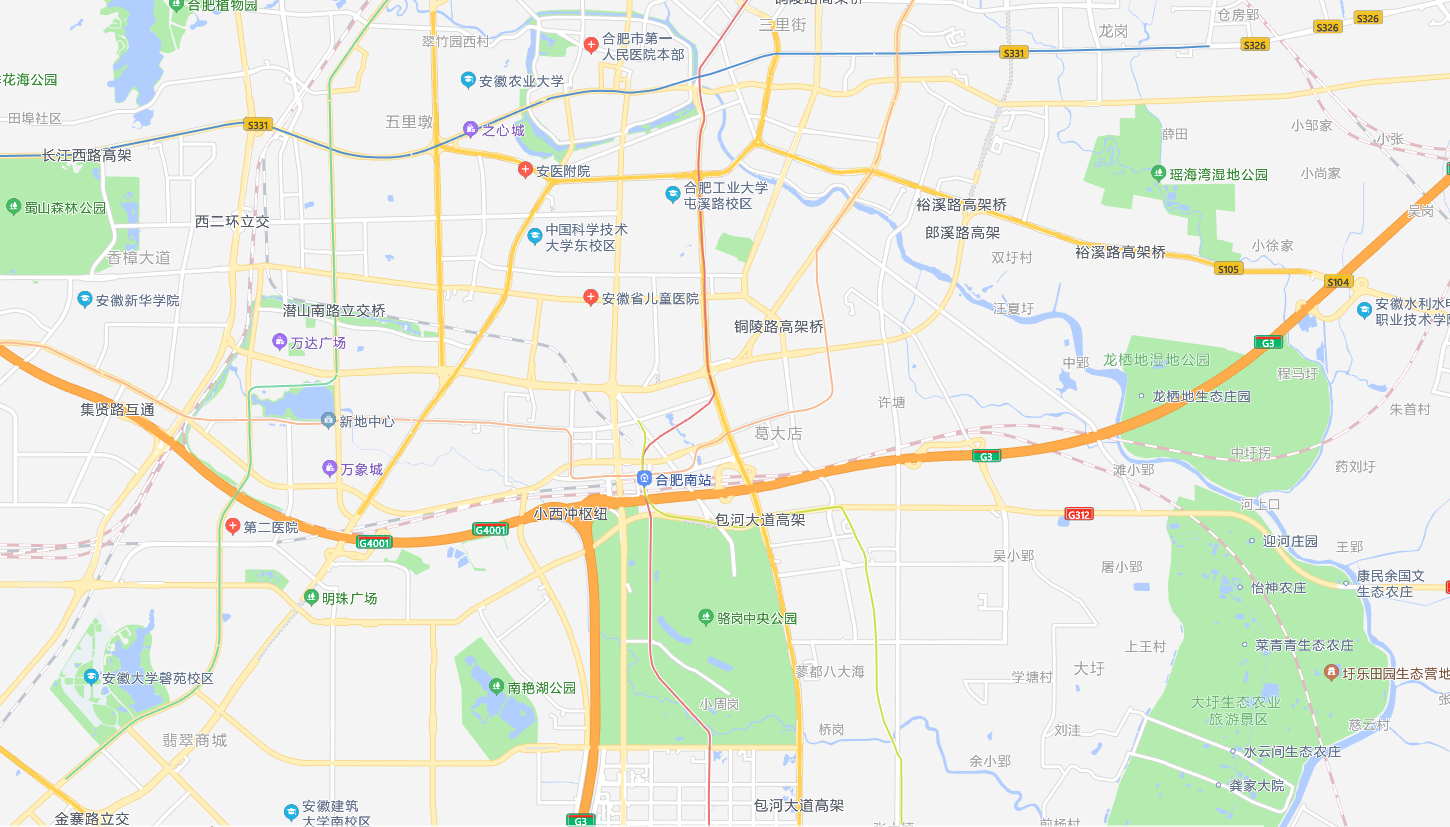 合肥植物园
铜陵路高架桥
三里街
仓房郢
S326
S326
S326
龙岗
翠竹园西村
合肥市第一
人民医院本部
S331
花海公园
安徽农业大学
田埠社区
S331
五里墩
之心城
小邹家
薛田
小张
长江西路高架
安医附院
瑶海湾湿地公园
小尚家
合肥工业大学
屯溪路校区
蜀山森林公园
裕溪路高架桥
吴岗
西二环立交
中国科学技术
大学东校区
郎溪路高架
小徐家
香樟大道
双圩村
裕溪路高架桥
S105
S104
安徽新华学院
安徽省儿童医院
安徽水利水电
职业技术学院
潜山南路立交桥
汪夏圩
铜陵路高架桥
万达广场
G3
中郢
龙栖地湿地公园
程马圩
集贤路互通
许塘
龙栖地生态庄园
朱首村
新地中心
葛大店
万象城
合肥南站
G3
中圩拐
滩小郢
药刘圩
河上口
小西冲枢纽
包河大道高架
G312
第二医院
G4001
G4001
吴小郢
迎河庄园
王郢
屠小郢
康民余国文
生态农庄
怡神农庄
明珠广场
骆岗中央公园
上王村
菜青青生态农庄
安徽大学磬苑校区
南艳湖公园
蓼都八大海
学塘村
大圩
圩乐田园生态营地
小周岗
大圩生态农业
旅游景区
翡翠商城
桥岗
刘洼
慈云村
张
余小郢
水云间生态农庄
龚家大院
安徽建筑
大学南校区
包河大道高架
金寨路立交
G3
前杨村